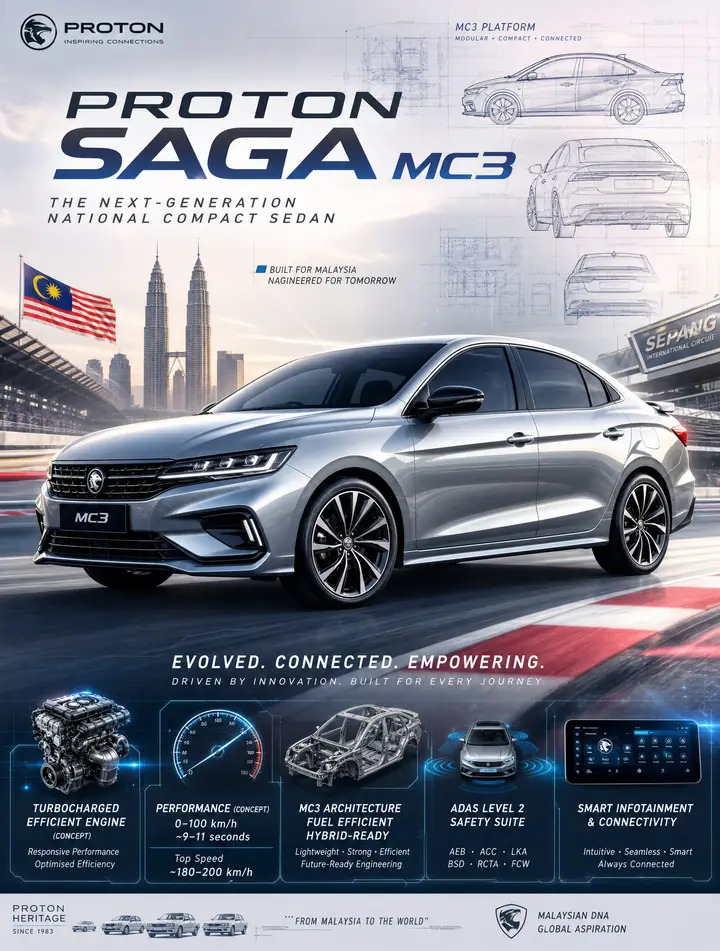 PROTON
INSPIRING CONNECTIONS
MC3 PLATFORM
MODULAR • COMPACT • CONNECTED
PROTON
SAGA MC3
THE NEXT-GENERATION
NATIONAL COMPACT SEDAN
BUILT FOR MALAYSIA
NAGINEERED FOR TOMORROW
SEPANG
INTERNATIONAL CIRCUIT
MC3
EVOLVED. CONNECTED. EMPOWERING.
DRIVEN BY INNOVATION. BUILT FOR EVERY JOURNEY.
TURBOCHARGED
EFFICIENT ENGINE
(CONCEPT)
Responsive Performance
Optimised Efficiency
PERFORMANCE (CONCEPT)
0–100 km/h
~9–11 seconds
Top Speed
~180–200 km/h
MC3 ARCHITECTURE
FUEL EFFICIENT
HYBRID-READY
Lightweight • Strong • Efficient
Future-Ready Engineering
ADAS LEVEL 2
SAFETY SUITE
AEB • ACC • LKA
BSD • RCTA • FCW
SMART INFOTAINMENT
& CONNECTIVITY
Intuitive • Seamless • Smart
Always Connected
PROTON
HERITAGE
SINCE 1983
"FROM MALAYSIA TO THE WORLD"
MALAYSIAN DNA
GLOBAL ASPIRATION